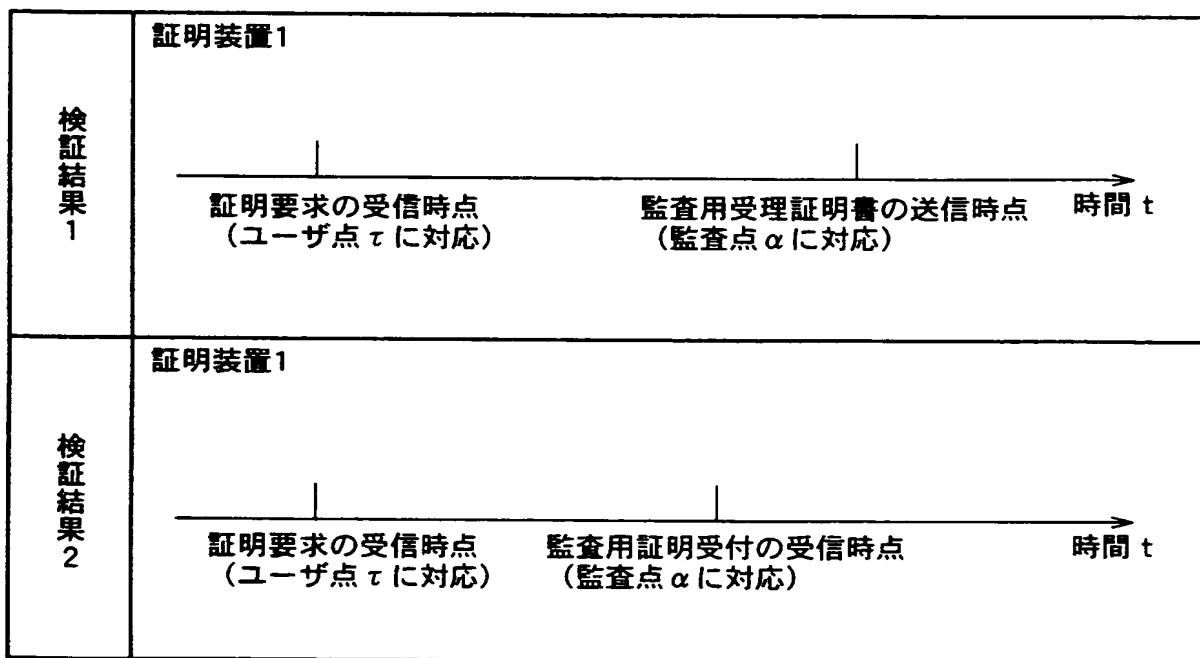 検証結果1
証明装置1
証明要求の受信時点
(ユーザ点τに対応)
監査用受理証明書の送信時点
(監査点αに対応)
時間 t
検証結果2
証明装置1
証明要求の受信時点
(ユーザ点τに対応)
監査用証明受付の受信時点
(監査点αに対応)
時間 t